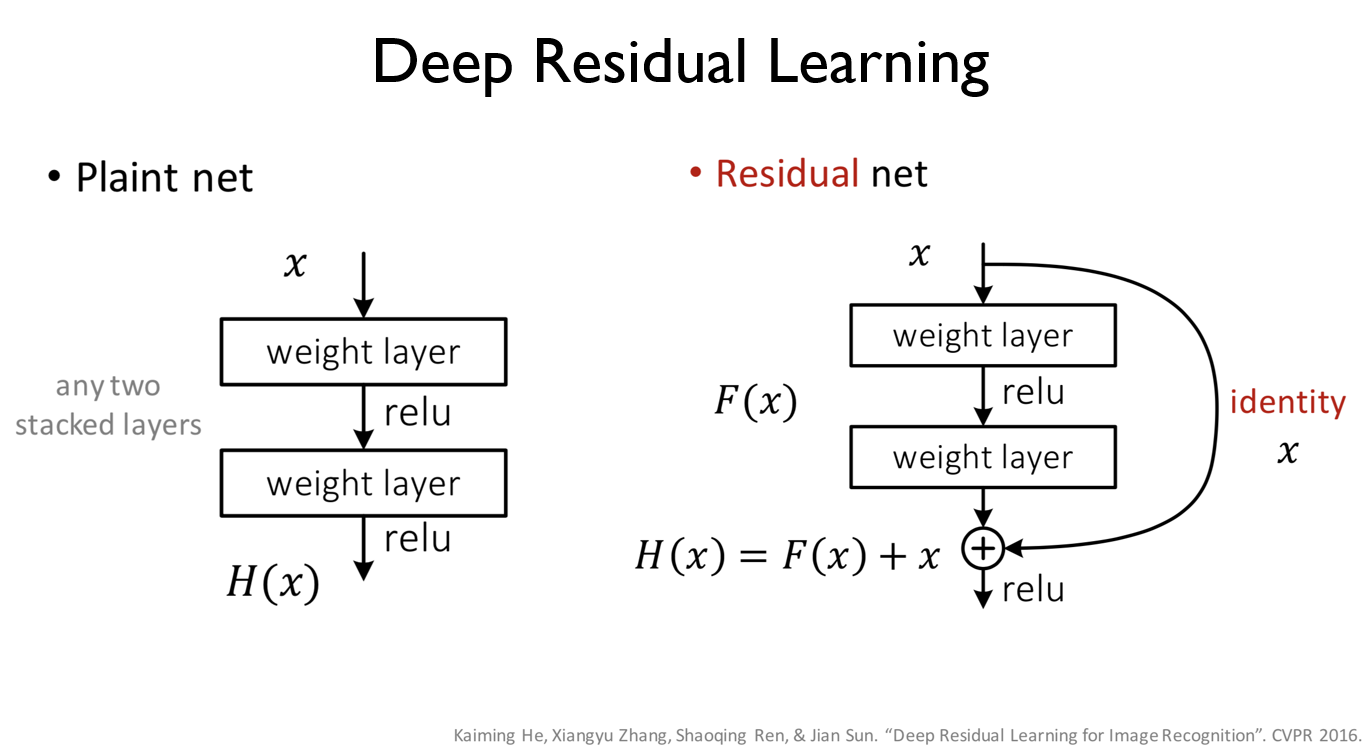 Deep Residual Learning
• Plaint net
x
weight layer
any two
stacked layers
relu
weight layer
relu
H(x)
• Residual net
x
weight layer
F(x)
relu
identity
x
weight layer
H(x) = F(x) + x
+
relu
Kaiming He, Xiangyu Zhang, Shaoqing Ren, & Jian Sun. “Deep Residual Learning for Image Recognition”. CVPR 2016.